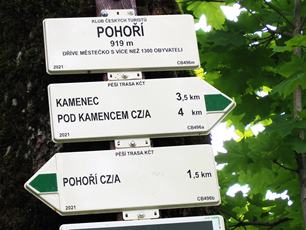 KLUB ČESKÝCH TURISTŮ
POHOŘÍ
919 m
DŘÍVE MĚSTEČKO S VÍCE NEŽ 1300 OBYVATELI
2021 CB496m
PĚŠÍ TRASA KČT
KAMENEC 3,5 km
POD KAMENCEM CZ/A 4 km
2021 CB496a
PĚŠÍ TRASA KČT
POHOŘÍ CZ/A 1,5 km
2021 CB496b